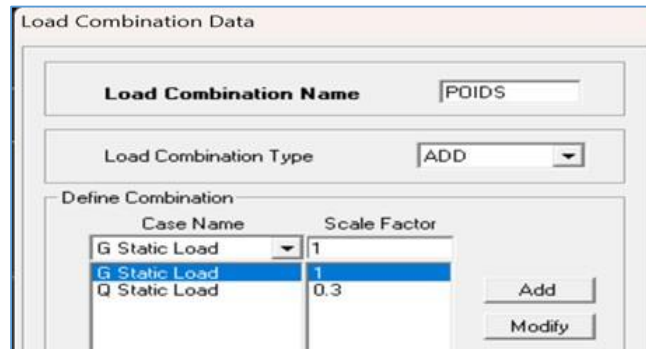 Load Combination Data
Load Combination Name POIDS
Load Combination Type ADD
Define Combination
Case Name Scale Factor
G Static Load 1
G Static Load 1
Q Static Load 0.3
Add
Modify